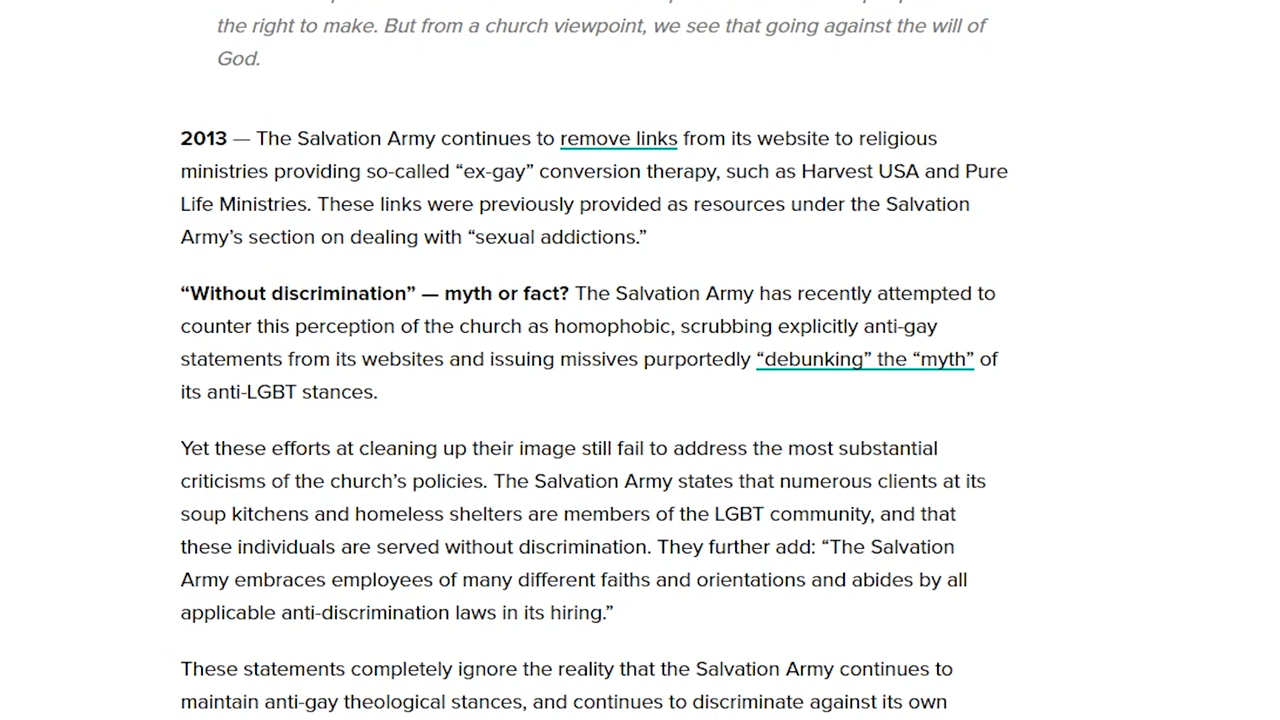 the right to make. But from a church viewpoint, we see that going against the will of
God.
2013 — The Salvation Army continues to remove links from its website to religious
ministries providing so-called “ex-gay” conversion therapy, such as Harvest USA and Pure
Life Ministries. These links were previously provided as resources under the Salvation
Army’s section on dealing with “sexual addictions.”
“Without discrimination” — myth or fact? The Salvation Army has recently attempted to
counter this perception of the church as homophobic, scrubbing explicitly anti-gay
statements from its websites and issuing missives purportedly “debunking” the “myth” of
its anti-LGBT stances.
Yet these efforts at cleaning up their image still fail to address the most substantial
criticisms of the church’s policies. The Salvation Army states that numerous clients at its
soup kitchens and homeless shelters are members of the LGBT community, and that
these individuals are served without discrimination. They further add: “The Salvation
Army embraces employees of many different faiths and orientations and abides by all
applicable anti-discrimination laws in its hiring.”
These statements completely ignore the reality that the Salvation Army continues to
maintain anti-gay theological stances, and continues to discriminate against its own